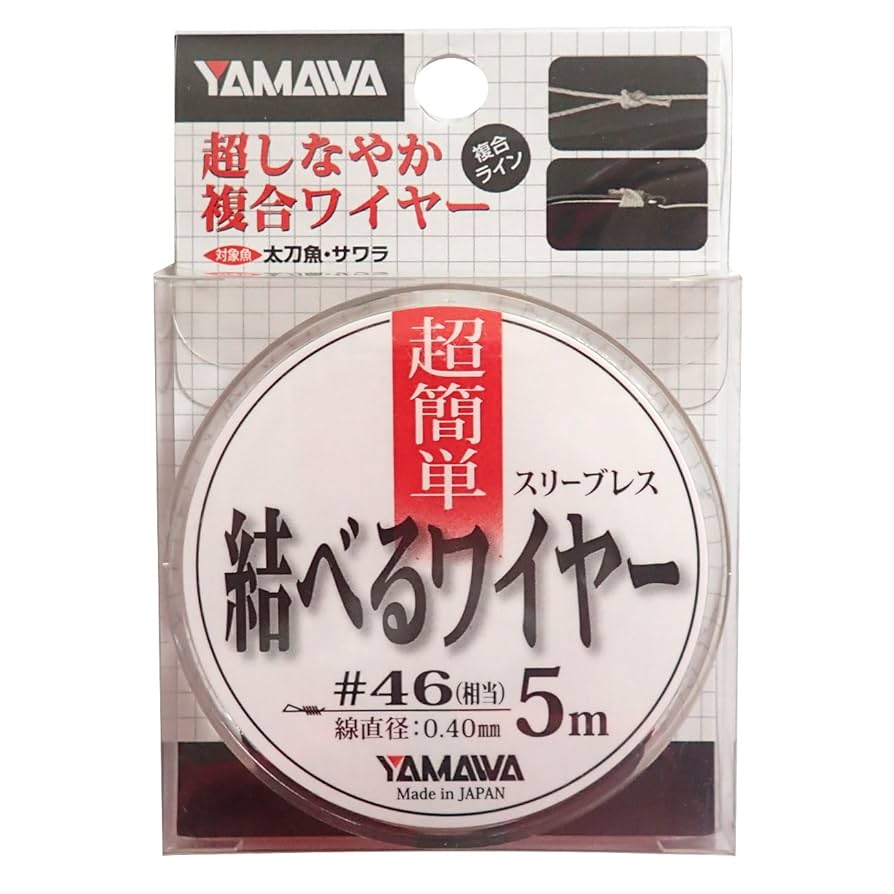 YAMAWA
超しなやか
複合ワイヤー
複合
ライン
対象魚 太刀魚・サワラ
超簡単
スリーブレス
結べるワイヤー
#46(相当) 5m
線直径:0.40mm
YAMAWA
Made in JAPAN